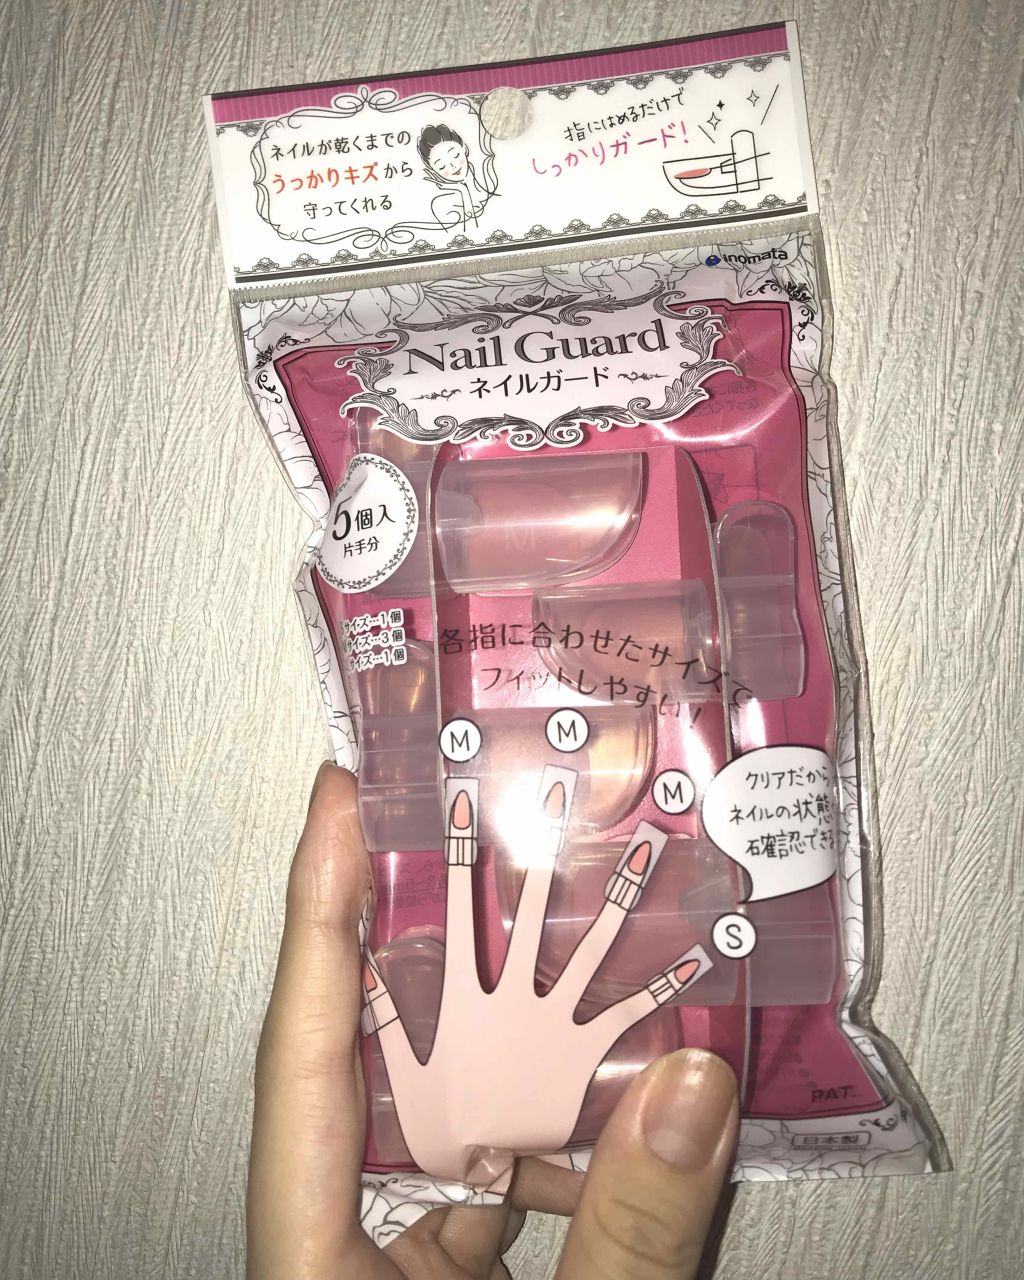 ネイルが乾くまでの
うっかりキズから
守ってくれる
指にはめるだけで
しっかりガード!
inomata
Nail Guard
ネイルガード
5個入
片手分
サイズ…1個
サイズ…3個
サイズ…1個
各指に合わせたサイズで
フィットしやすい!
M
M
M
S
クリアだから
ネイルの状態
確認でき
PAT.
日本製